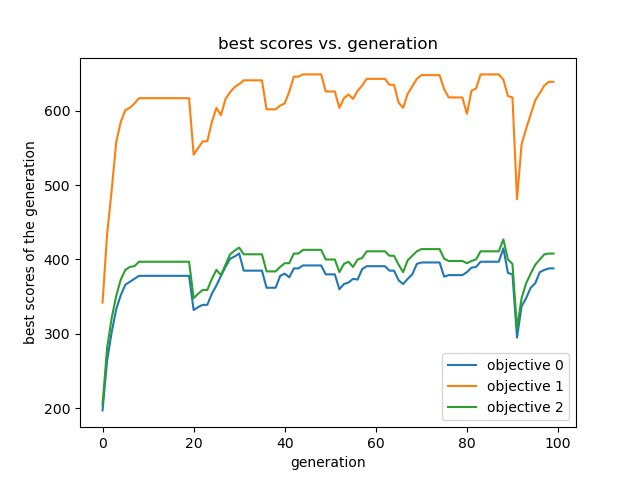 best scores vs. generation
best scores of the generation
600
500
400
300
200
0
20
40
60
80
100
generation
objective 0
objective 1
objective 2